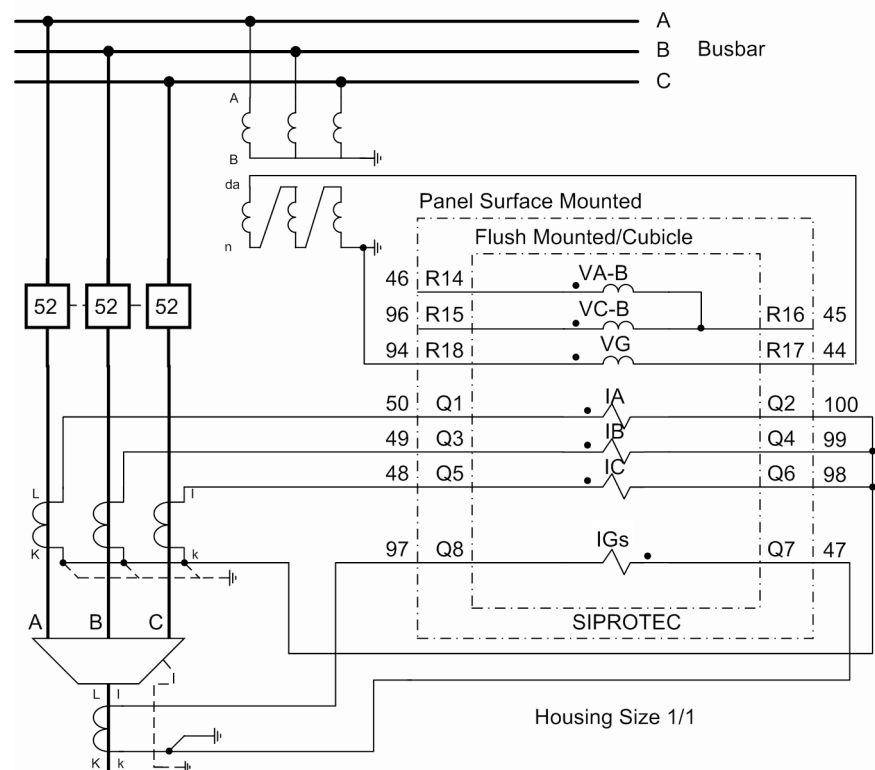 A
B Busbar
C
A
B
da
n
Panel Surface Mounted
Flush Mounted/Cubicle
46 R14 VA-B
96 R15 VC-B R16 45
94 R18 VG R17 44
52 52 52
50 Q1 IA Q2 100
49 Q3 IB Q4 99
48 Q5 IC Q6 98
L l
K k
97 Q8 IGs Q7 47
A B C
SIPROTEC
L l
Housing Size 1/1
K k